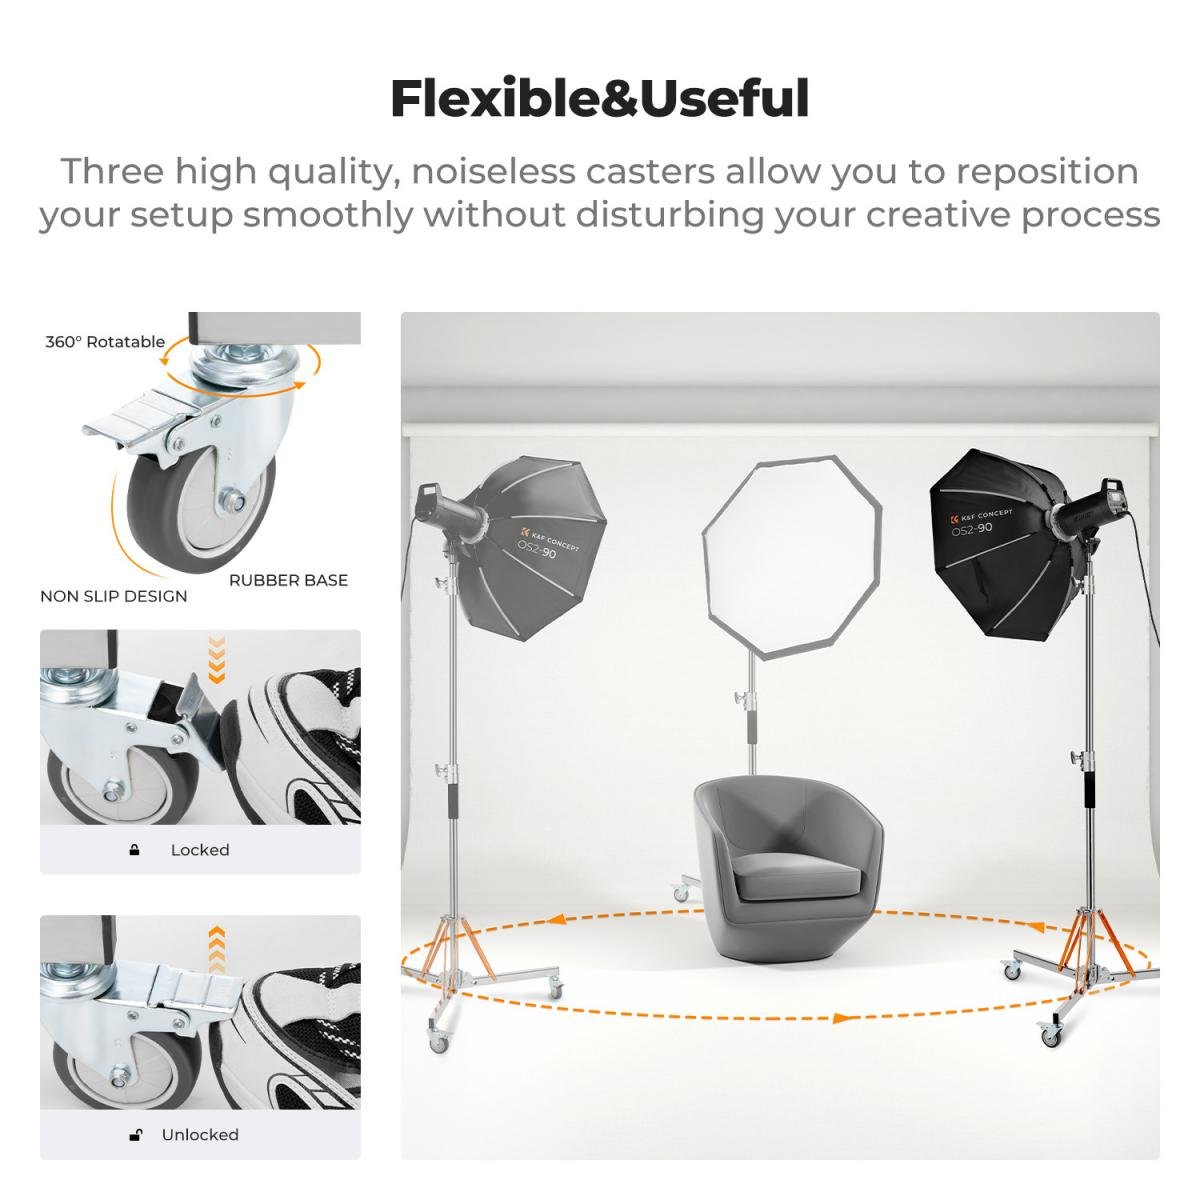 Flexible&Useful
Three high quality, noiseless casters allow you to reposition
your setup smoothly without disturbing your creative process
360° Rotatable
RUBBER BASE
NON SLIP DESIGN
Locked
Unlocked
K&F CONCEPT
OS2-90
K&F CONCEPT
OS2-90